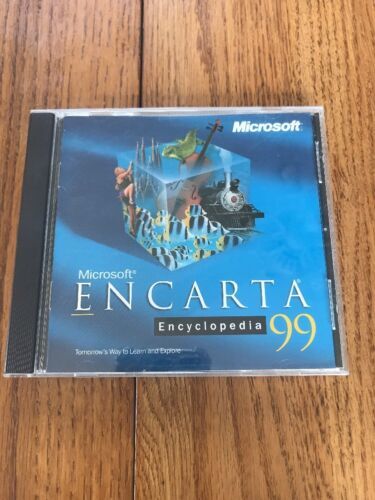 Microsoft®
Microsoft®
ENCARTA®
Encyclopedia 99
Tomorrow's Way to Learn and Explore